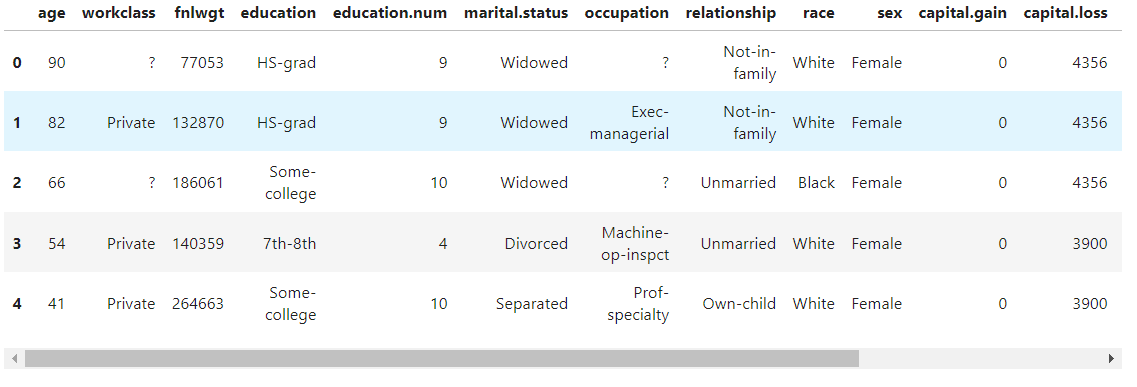 age workclass fnlwgt education education.num marital.status occupation relationship race sex capital.gain capital.loss
0 90 ? 77053 HS-grad 9 Widowed ? Not-in-family White Female 0 4356
1 82 Private 132870 HS-grad 9 Widowed Exec-managerial Not-in-family White Female 0 4356
2 66 ? 186061 Some-college 10 Widowed ? Unmarried Black Female 0 4356
3 54 Private 140359 7th-8th 4 Divorced Machine-op-inspct Unmarried White Female 0 3900
4 41 Private 264663 Some-college 10 Separated Prof-specialty Own-child White Female 0 3900